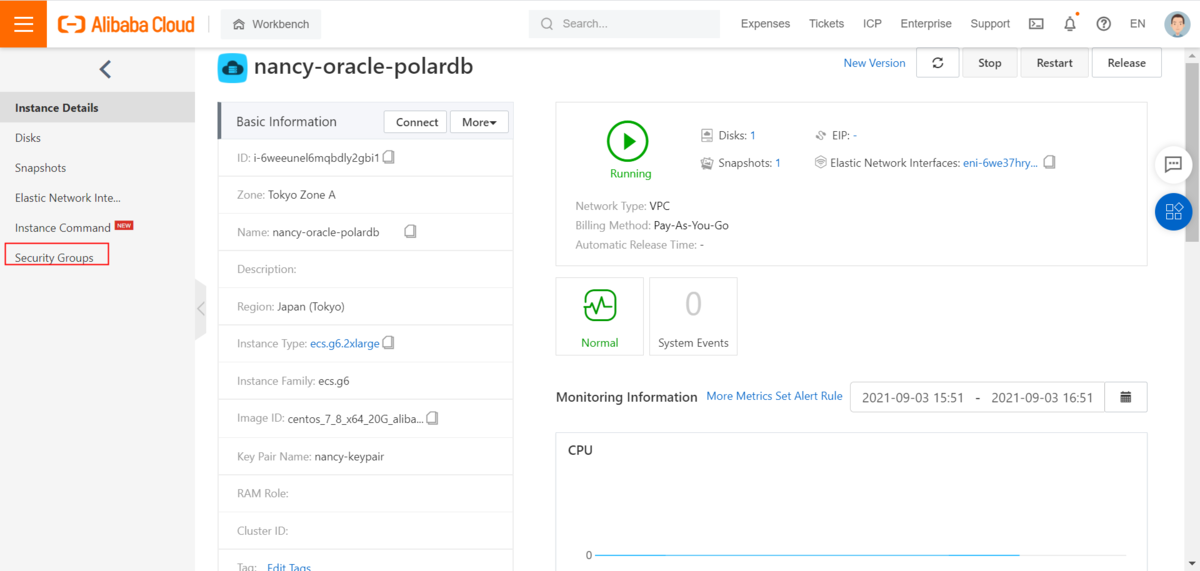 Alibaba Cloud
Workbench
Search...
Expenses Tickets ICP Enterprise Support EN
nancy-oracle-polardb
New Version Stop Restart Release
Instance Details
Disks
Snapshots
Elastic Network Inte...
Instance Command NEW
Security Groups
Basic Information Connect More
ID: i-6weeunel6mqbdly2gbi1
Zone: Tokyo Zone A
Name: nancy-oracle-polardb
Description:
Region: Japan (Tokyo)
Instance Type: ecs.g6.2xlarge
Instance Family: ecs.g6
Image ID: centos_7_8_x64_20G_aliba...
Key Pair Name: nancy-keypair
RAM Role:
Cluster ID:
Tag: Edit Tags
Running
Disks: 1 EIP: -
Snapshots: 1 Elastic Network Interfaces: eni-6we37hry...
Network Type: VPC
Billing Method: Pay-As-You-Go
Automatic Release Time: -
Normal
0
System Events
Monitoring Information More Metrics Set Alert Rule 2021-09-03 15:51 - 2021-09-03 16:51
CPU
0